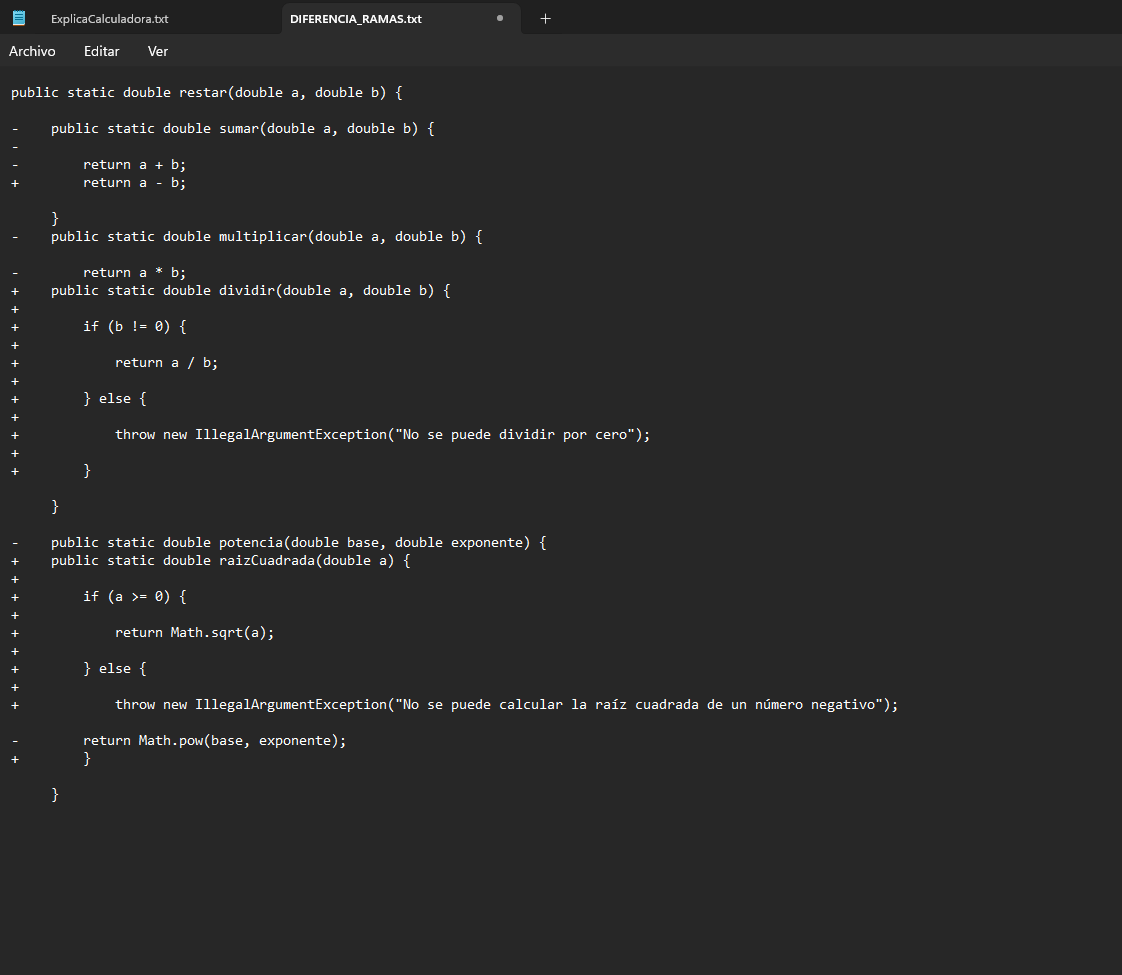 ExplicaCalculadora.txt DIFERENCIA_RAMAS.txt
Archivo Editar Ver
public static double restar(double a, double b) {
-    public static double sumar(double a, double b) {
-
-        return a + b;
+        return a - b;
     }
-    public static double multiplicar(double a, double b) {
-        return a * b;
+    public static double dividir(double a, double b) {
+
+        if (b != 0) {
+
+            return a / b;
+
+        } else {
+
+            throw new IllegalArgumentException("No se puede dividir por cero");
+
+        }
     }
-    public static double potencia(double base, double exponente) {
+    public static double raizCuadrada(double a) {
+
+        if (a >= 0) {
+
+            return Math.sqrt(a);
+
+        } else {
+
+            throw new IllegalArgumentException("No se puede calcular la raíz cuadrada de un número negativo");
-        return Math.pow(base, exponente);
+        }
     }